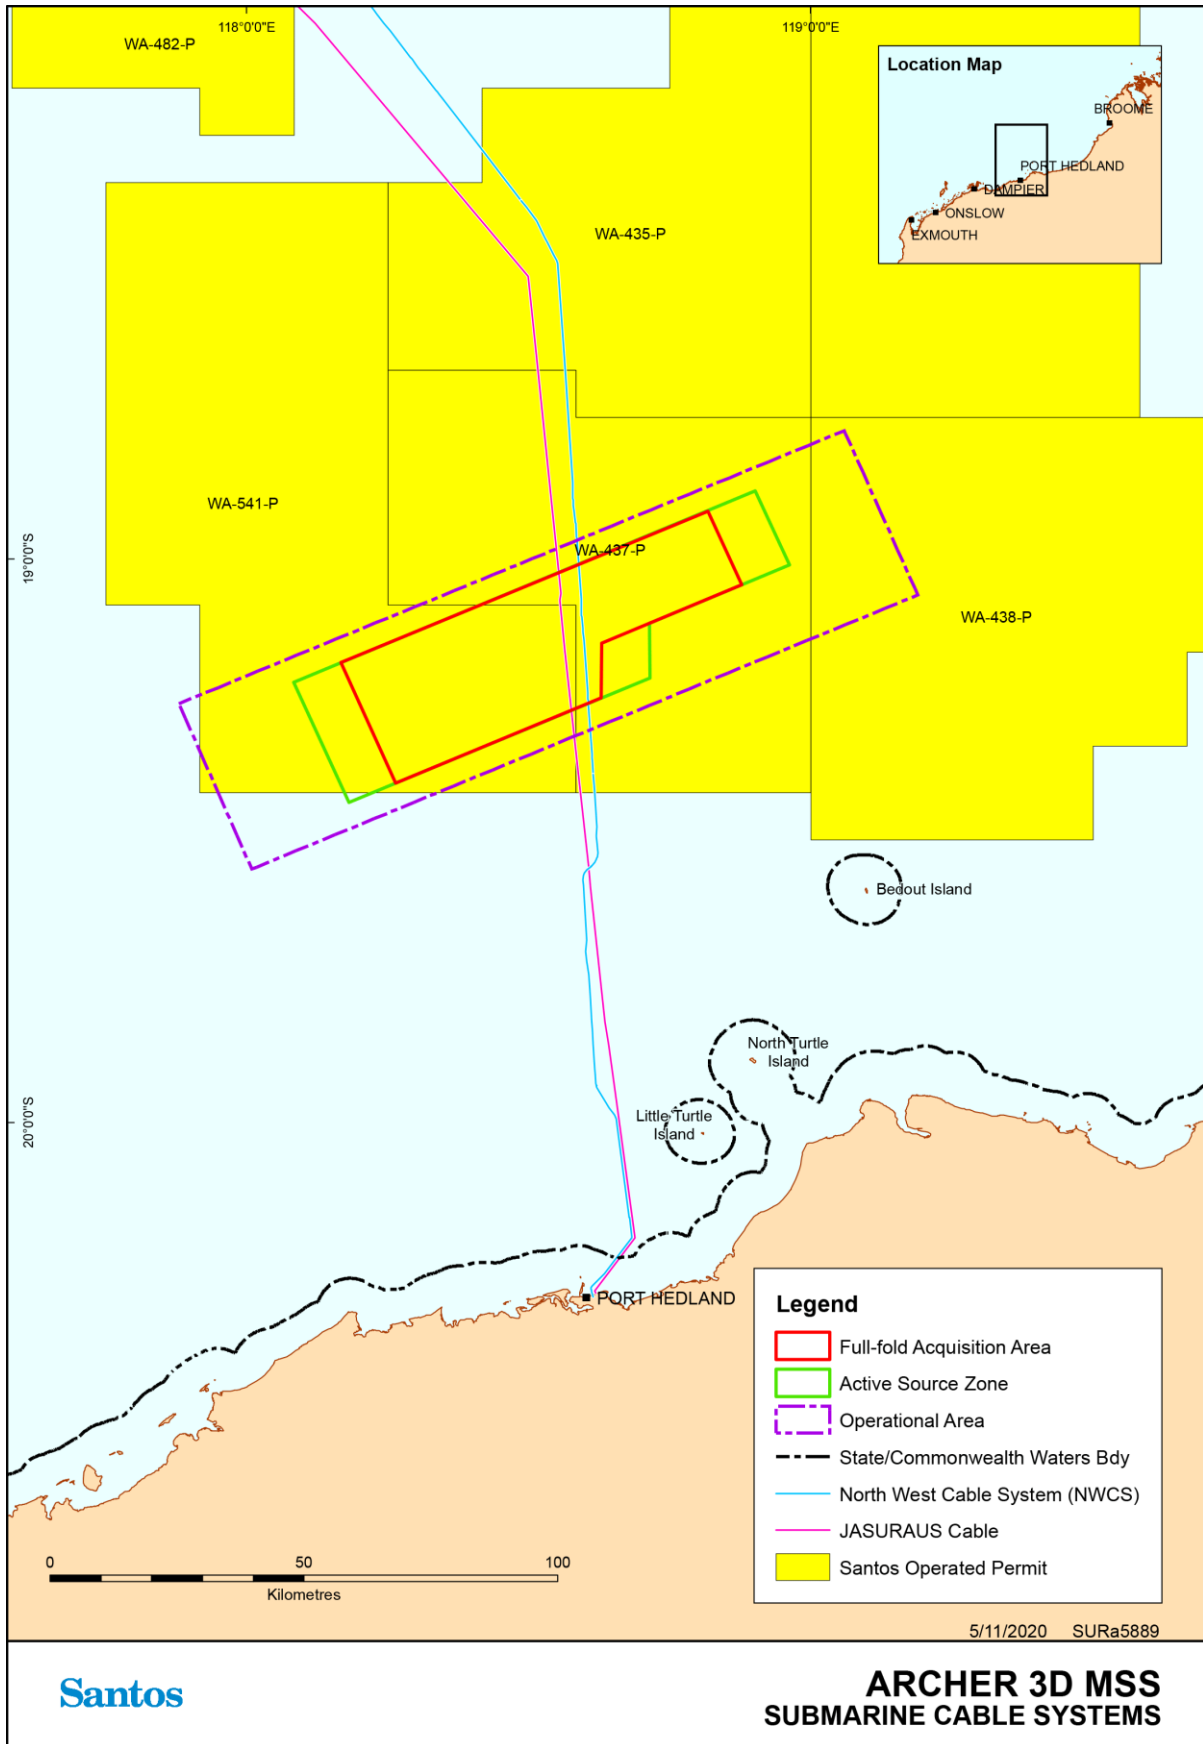 118°0'0"E
119°0'0"E
WA-482-P
Location Map
BROOME
PORT HEDLAND
DAMPIER
ONSLOW
EXMOUTH
WA-435-P
WA-541-P
19°0'0"S
WA-437-P
WA-438-P
Bedout Island
North Turtle
Island
Little Turtle
Island
20°0'0"S
PORT HEDLAND
Legend
Full-fold Acquisition Area
Active Source Zone
Operational Area
State/Commonwealth Waters Bdy
North West Cable System (NWCS)
JASURAUS Cable
Santos Operated Permit
0 50 100
Kilometres
5/11/2020 SURa5889
Santos
ARCHER 3D MSS
SUBMARINE CABLE SYSTEMS